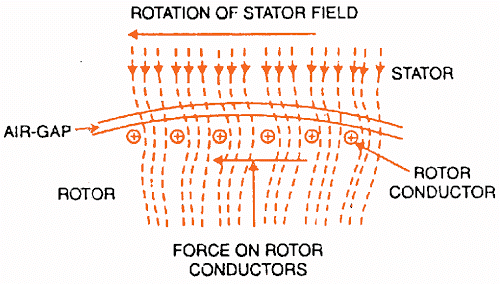 ROTATION OF STATOR FIELD
STATOR
AIR-GAP
ROTOR
ROTOR
CONDUCTOR
FORCE ON ROTOR
CONDUCTORS